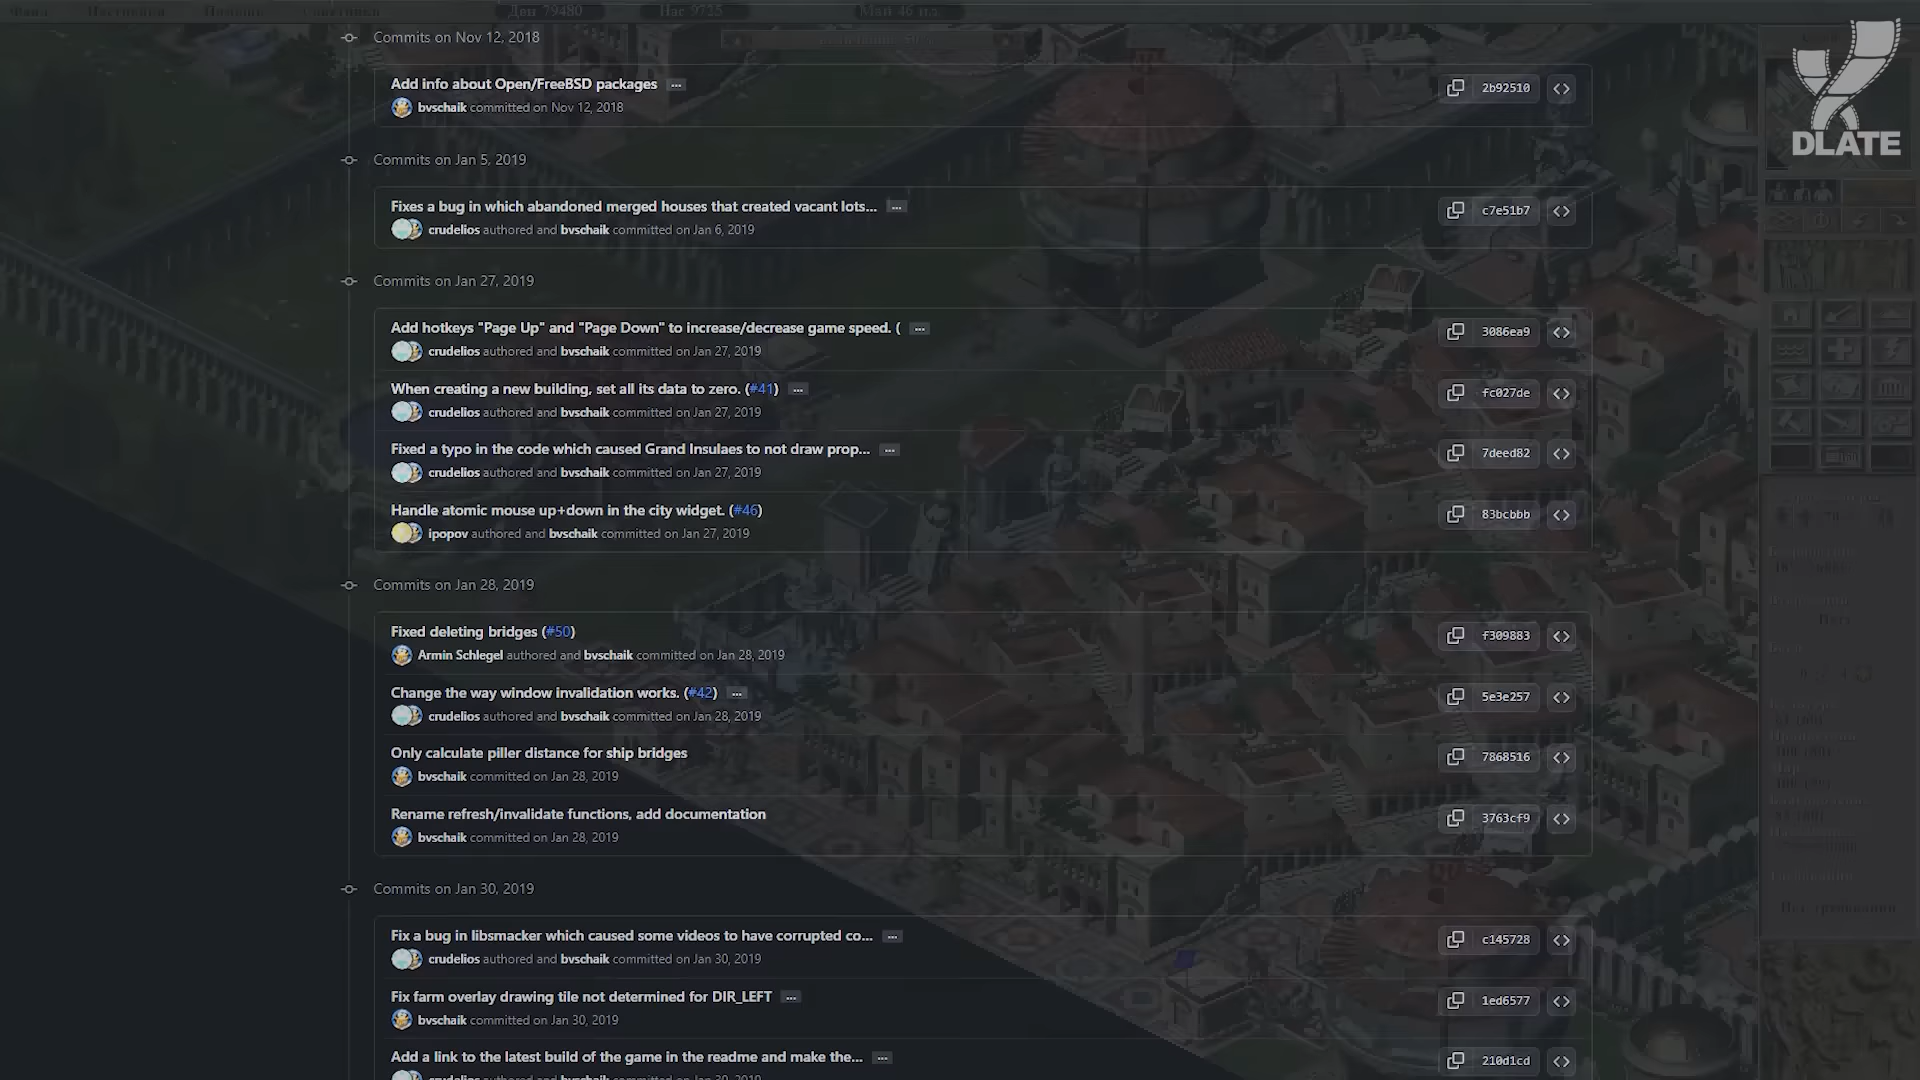 Ден 79480
Нас 9725
DLATE
Commits on Nov 12, 2018
Add info about Open/FreeBSD packages ...
bvschaik committed on Nov 12, 2018
2b92510
Commits on Jan 5, 2019
Fixes a bug in which abandoned merged houses that created vacant lots... ...
crudelios authored and bvschaik committed on Jan 6, 2019
c7e51b7
Commits on Jan 27, 2019
Add hotkeys "Page Up" and "Page Down" to increase/decrease game speed. ( ...
crudelios authored and bvschaik committed on Jan 27, 2019
3086ea9
When creating a new building, set all its data to zero. (#41) ...
crudelios authored and bvschaik committed on Jan 27, 2019
fc027de
Fixed a typo in the code which caused Grand Insulaes to not draw prop... ...
crudelios authored and bvschaik committed on Jan 27, 2019
7deed82
Handle atomic mouse up+down in the city widget. (#46)
ipopov authored and bvschaik committed on Jan 27, 2019
83bcbbb
Commits on Jan 28, 2019
Fixed deleting bridges (#50)
Armin Schlegel authored and bvschaik committed on Jan 28, 2019
f309883
Change the way window invalidation works. (#42) ...
crudelios authored and bvschaik committed on Jan 28, 2019
5e3e257
Only calculate piller distance for ship bridges
bvschaik committed on Jan 28, 2019
7868516
Rename refresh/invalidate functions, add documentation
bvschaik committed on Jan 28, 2019
3763cf9
Commits on Jan 30, 2019
Fix a bug in libsmacker which caused some videos to have corrupted co... ...
crudelios authored and bvschaik committed on Jan 30, 2019
c145728
Fix farm overlay drawing tile not determined for DIR_LEFT ...
bvschaik committed on Jan 30, 2019
1ed6577
Add a link to the latest build of the game in the readme and make the... ...
crudelios authored and bvschaik committed on Jan 30, 2019
210d1cd